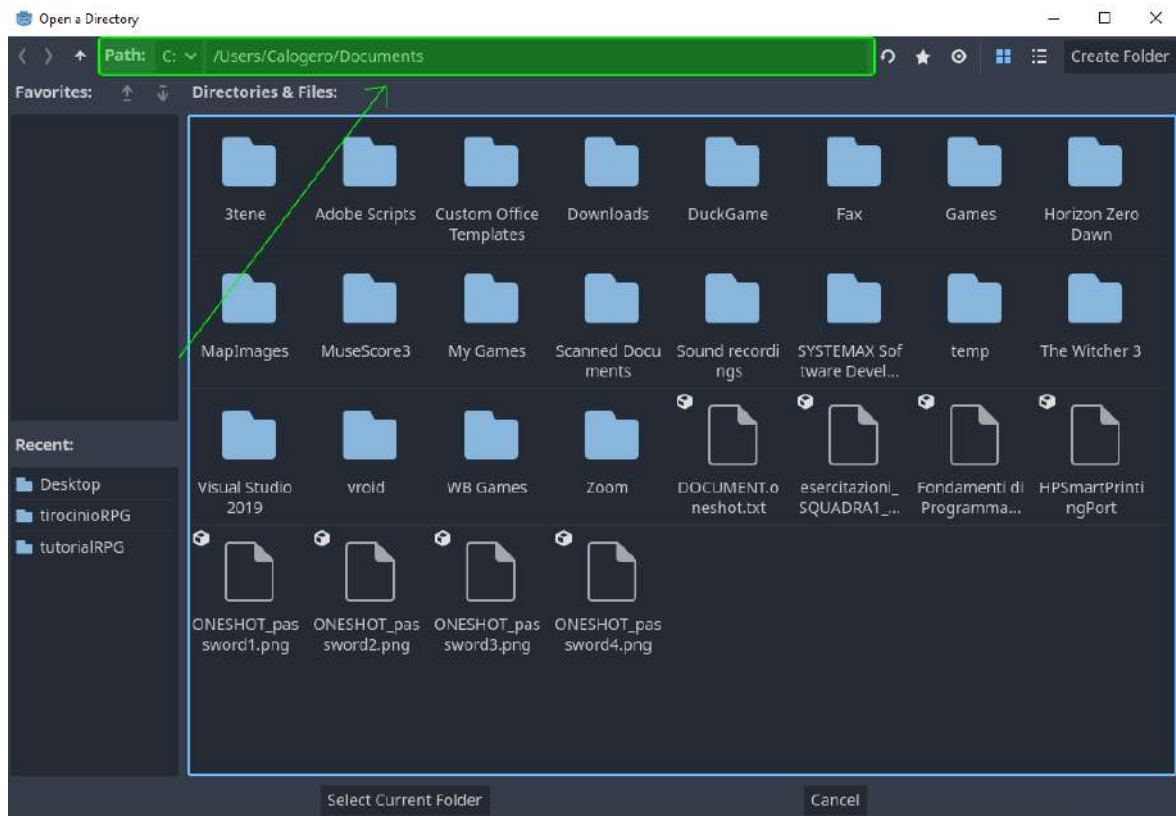 Open a Directory
Path: C: /Users/Calogero/Documents
Create Folder
Favorites:
Directories & Files:
3tene
Adobe Scripts
Custom Office
Templates
Downloads
DuckGame
Fax
Games
Horizon Zero
Dawn
MapImages
MuseScore3
My Games
Scanned Docu
ments
Sound recordi
ngs
SYSTEMAX Sof
tware Devel...
temp
The Witcher 3
Visual Studio
2019
vroid
WB Games
Zoom
DOCUMENT.o
neshot.txt
esercitazioni_
SQUADRA1_...
Fondamenti di
Programma...
HPSmartPrinti
ngPort
ONESHOT_pas
sword1.png
ONESHOT_pas
sword2.png
ONESHOT_pas
sword3.png
ONESHOT_pas
sword4.png
Recent:
Desktop
tirocinioRPG
tutorialRPG
Select Current Folder
Cancel